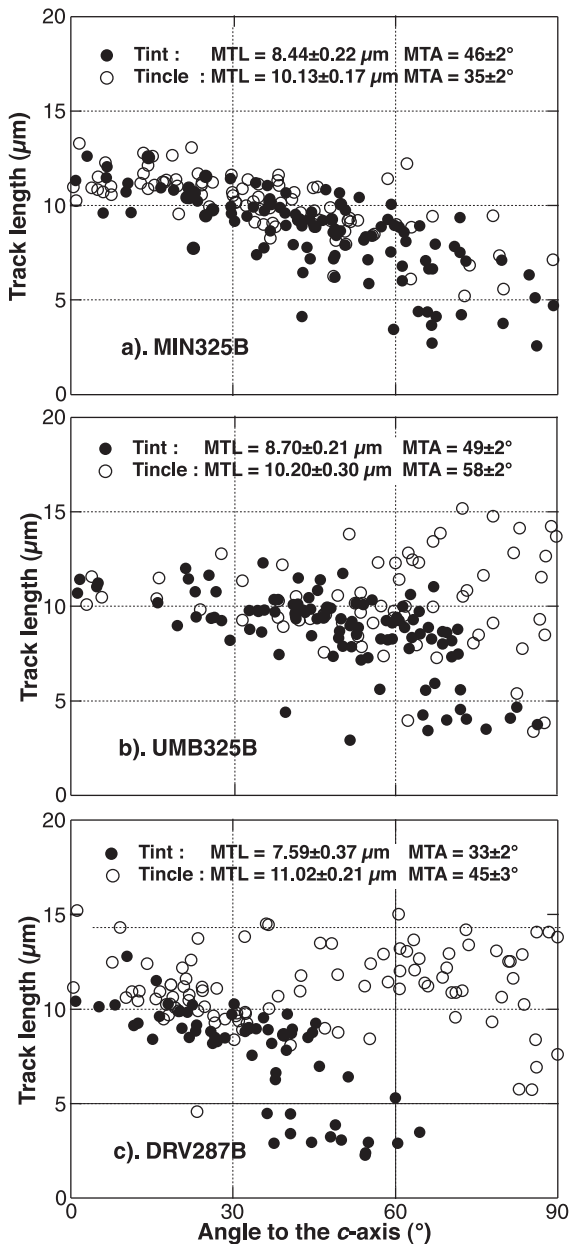 20
Tint : MTL = 8.44±0.22 µm MTA = 46±2°
Tincle : MTL = 10.13±0.17 µm MTA = 35±2°
15
10
5
0
Track length (µm)
a). MIN325B
20
Tint : MTL = 8.70±0.21 µm MTA = 49±2°
Tincle : MTL = 10.20±0.30 µm MTA = 58±2°
15
10
5
0
Track length (µm)
b). UMB325B
20
Tint : MTL = 7.59±0.37 µm MTA = 33±2°
Tincle : MTL = 11.02±0.21 µm MTA = 45±3°
15
10
5
0
Track length (µm)
c). DRV287B
0 30 60 90
Angle to the c-axis (°)